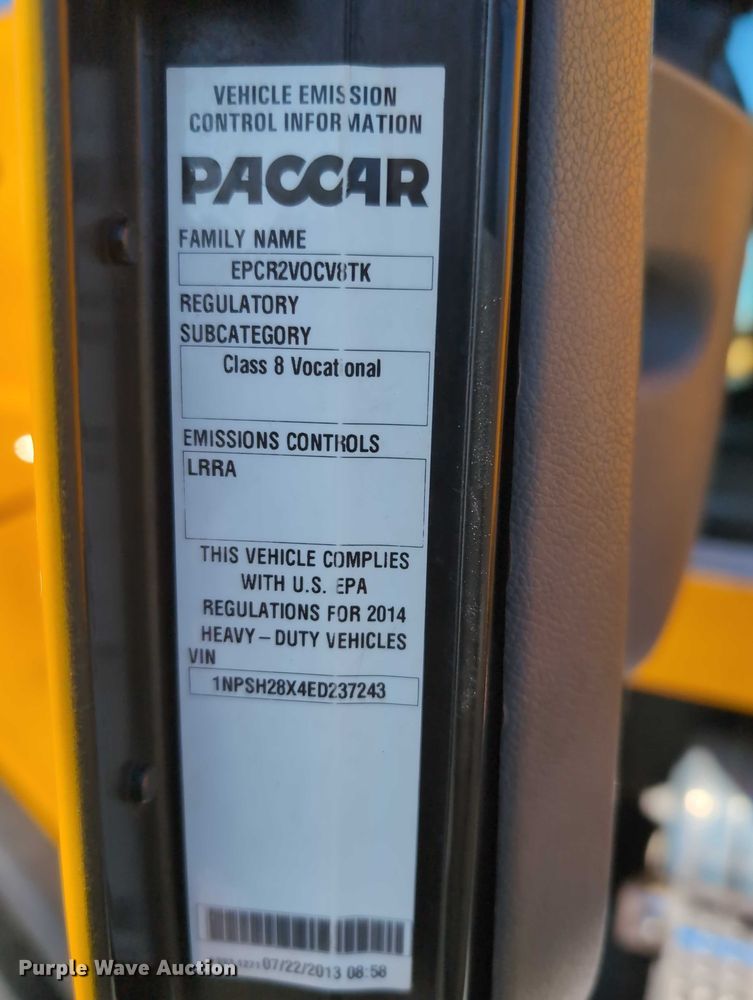 VEHICLE EMISSION
CONTROL INFORMATION
PACCAR
FAMILY NAME
EPCR2VOCV8TK
REGULATORY
SUBCATEGORY
Class 8 Vocational
EMISSIONS CONTROLS
LRRA
THIS VEHICLE COMPLIES
WITH U.S. EPA
REGULATIONS FOR 2014
HEAVY-DUTY VEHICLES
VIN
1NPSH28X4ED237243
07/22/2013 08:58
Purple Wave Auction